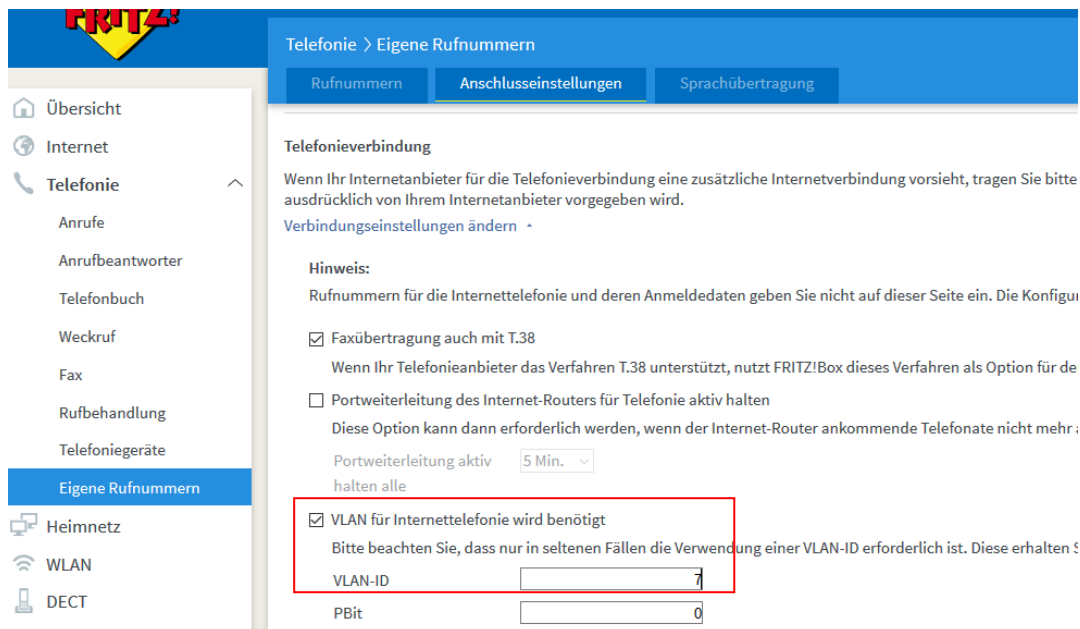 FRITZ!
Telefonie > Eigene Rufnummern
Rufnummern Anschlusseinstellungen Sprachübertragung
Übersicht
Internet
Telefonie
Anrufe
Anrufbeantworter
Telefonbuch
Weckruf
Fax
Rufbehandlung
Telefoniegeräte
Eigene Rufnummern
Heimnetz
WLAN
DECT
Telefonieverbindung
Wenn Ihr Internetanbieter für die Telefonieverbindung eine zusätzliche Internetverbindung vorsieht, tragen Sie bitte
ausdrücklich von Ihrem Internetanbieter vorgegeben wird.
Verbindungseinstellungen ändern
Hinweis:
Rufnummern für die Internettelefonie und deren Anmeldedaten geben Sie nicht auf dieser Seite ein. Die Konfigu
Faxübertragung auch mit T.38
Wenn Ihr Telefonieanbieter das Verfahren T.38 unterstützt, nutzt FRITZ!Box dieses Verfahren als Option für de
Portweiterleitung des Internet-Routers für Telefonie aktiv halten
Diese Option kann dann erforderlich werden, wenn der Internet-Router ankommende Telefonate nicht mehr
Portweiterleitung aktiv 5 Min.
halten alle
VLAN für Internettelefonie wird benötigt
Bitte beachten Sie, dass nur in seltenen Fällen die Verwendung einer VLAN-ID erforderlich ist. Diese erhalten S
VLAN-ID 7
PBit 0